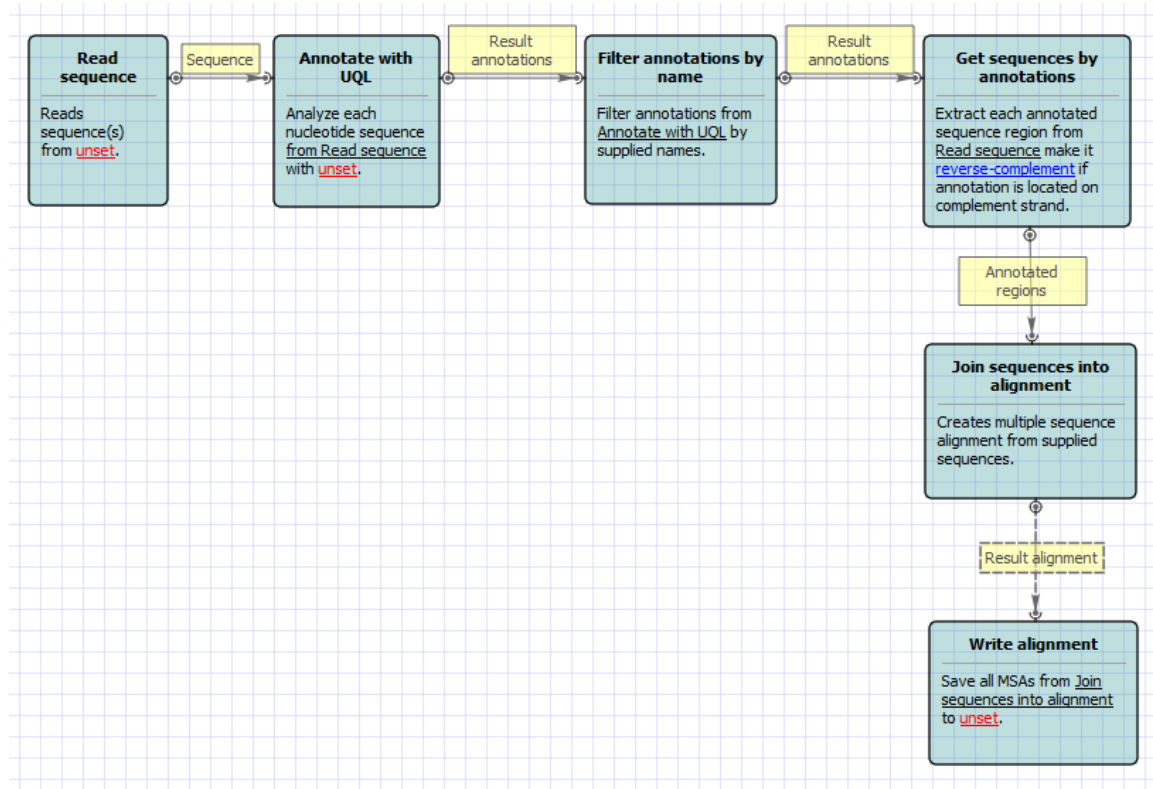 Read
sequence
Reads
sequence(s)
from unset.
Sequence
Annotate with
UQL
Analyze each
nucleotide sequence
from Read sequence
with unset.
Result
annotations
Filter annotations by
name
Filter annotations from
Annotate with UQL by
supplied names.
Result
annotations
Get sequences by
annotations
Extract each annotated
sequence region from
Read sequence make it
reverse-complement if
annotation is located on
complement strand.
Annotated
regions
Join sequences into
alignment
Creates multiple sequence
alignment from supplied
sequences.
Result alignment
Write alignment
Save all MSAs from Join
sequences into alignment
to unset.